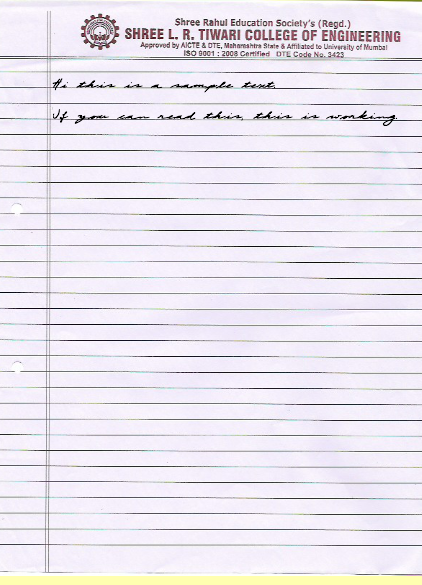 Shree Rahul Education Society's (Regd.)
SHREE L. R. TIWARI COLLEGE OF ENGINEERING
Approved by AICTE & DTE, Maharashtra State & Affiliated to University of Mumbai
ISO 9001 : 2008 Certified DTE Code No. 3423
Hi this is a sample text.
If you can read this, this is working